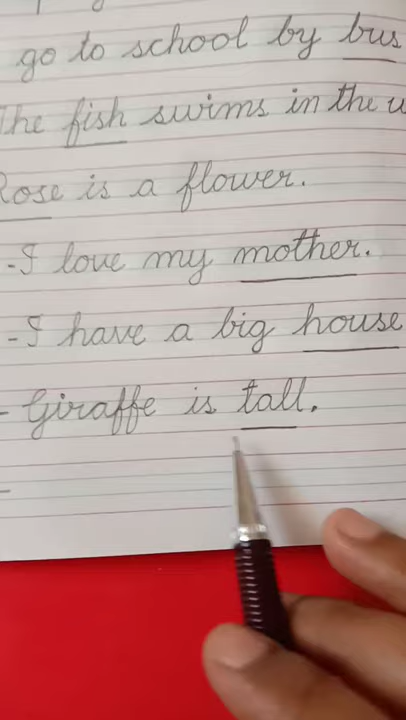 go to school by bus
The fish swims in the
Rose is a flower.
-I love my mother.
-I have a big house
- Giraffe is tall.